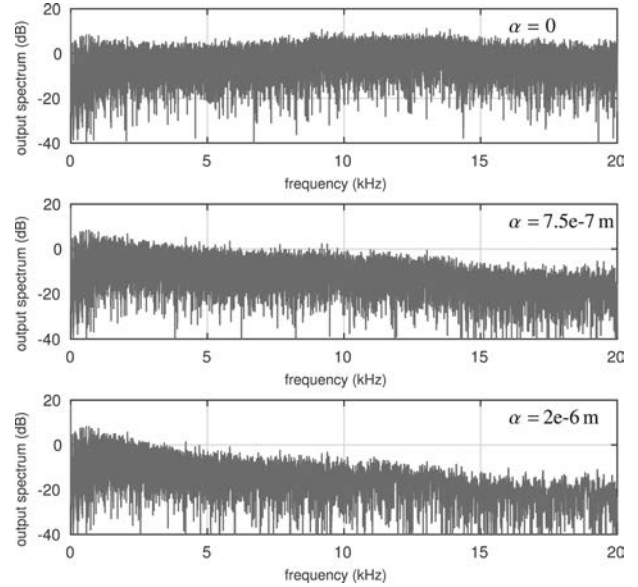 20
0
-20
-40
output spectrum (dB)
α = 0
0 5 10 15 20
frequency (kHz)
20
0
-20
-40
output spectrum (dB)
α = 7.5e-7 m
0 5 10 15 20
frequency (kHz)
20
0
-20
-40
output spectrum (dB)
α = 2e-6 m
0 5 10 15 20
frequency (kHz)